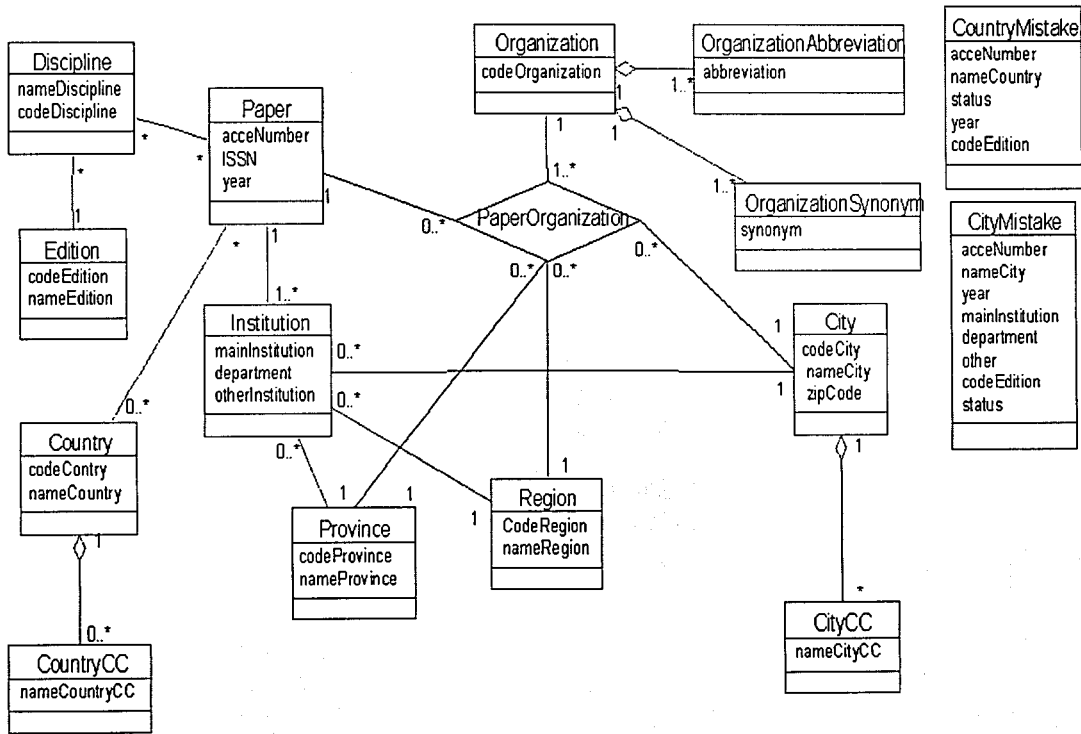 Discipline
nameDiscipline
codeDiscipline
*
*
*
1
Edition
codeEdition
nameEdition
Paper
acceNumber
ISSN
year
*
1
1
1..*
0..*
Organization
codeOrganization
1
1
1
1..*
1..*
1..*
OrganizationAbbreviation
abbreviation
OrganizationSynonym
synonym
PaperOrganization
0..*
0..*
0..*
0..*
Institution
mainInstitution
department
otherInstitution
0..*
0..*
0..*
City
codeCity
nameCity
zipCode
1
1
1
*
CityCC
nameCityCC
Country
codeContry
nameCountry
1
0..*
CountryCC
nameCountryCC
Province
codeProvince
nameProvince
1
1
Region
CodeRegion
nameRegion
1
1
CountryMistake
acceNumber
nameCountry
status
year
codeEdition
CityMistake
acceNumber
nameCity
year
mainInstitution
department
other
codeEdition
status